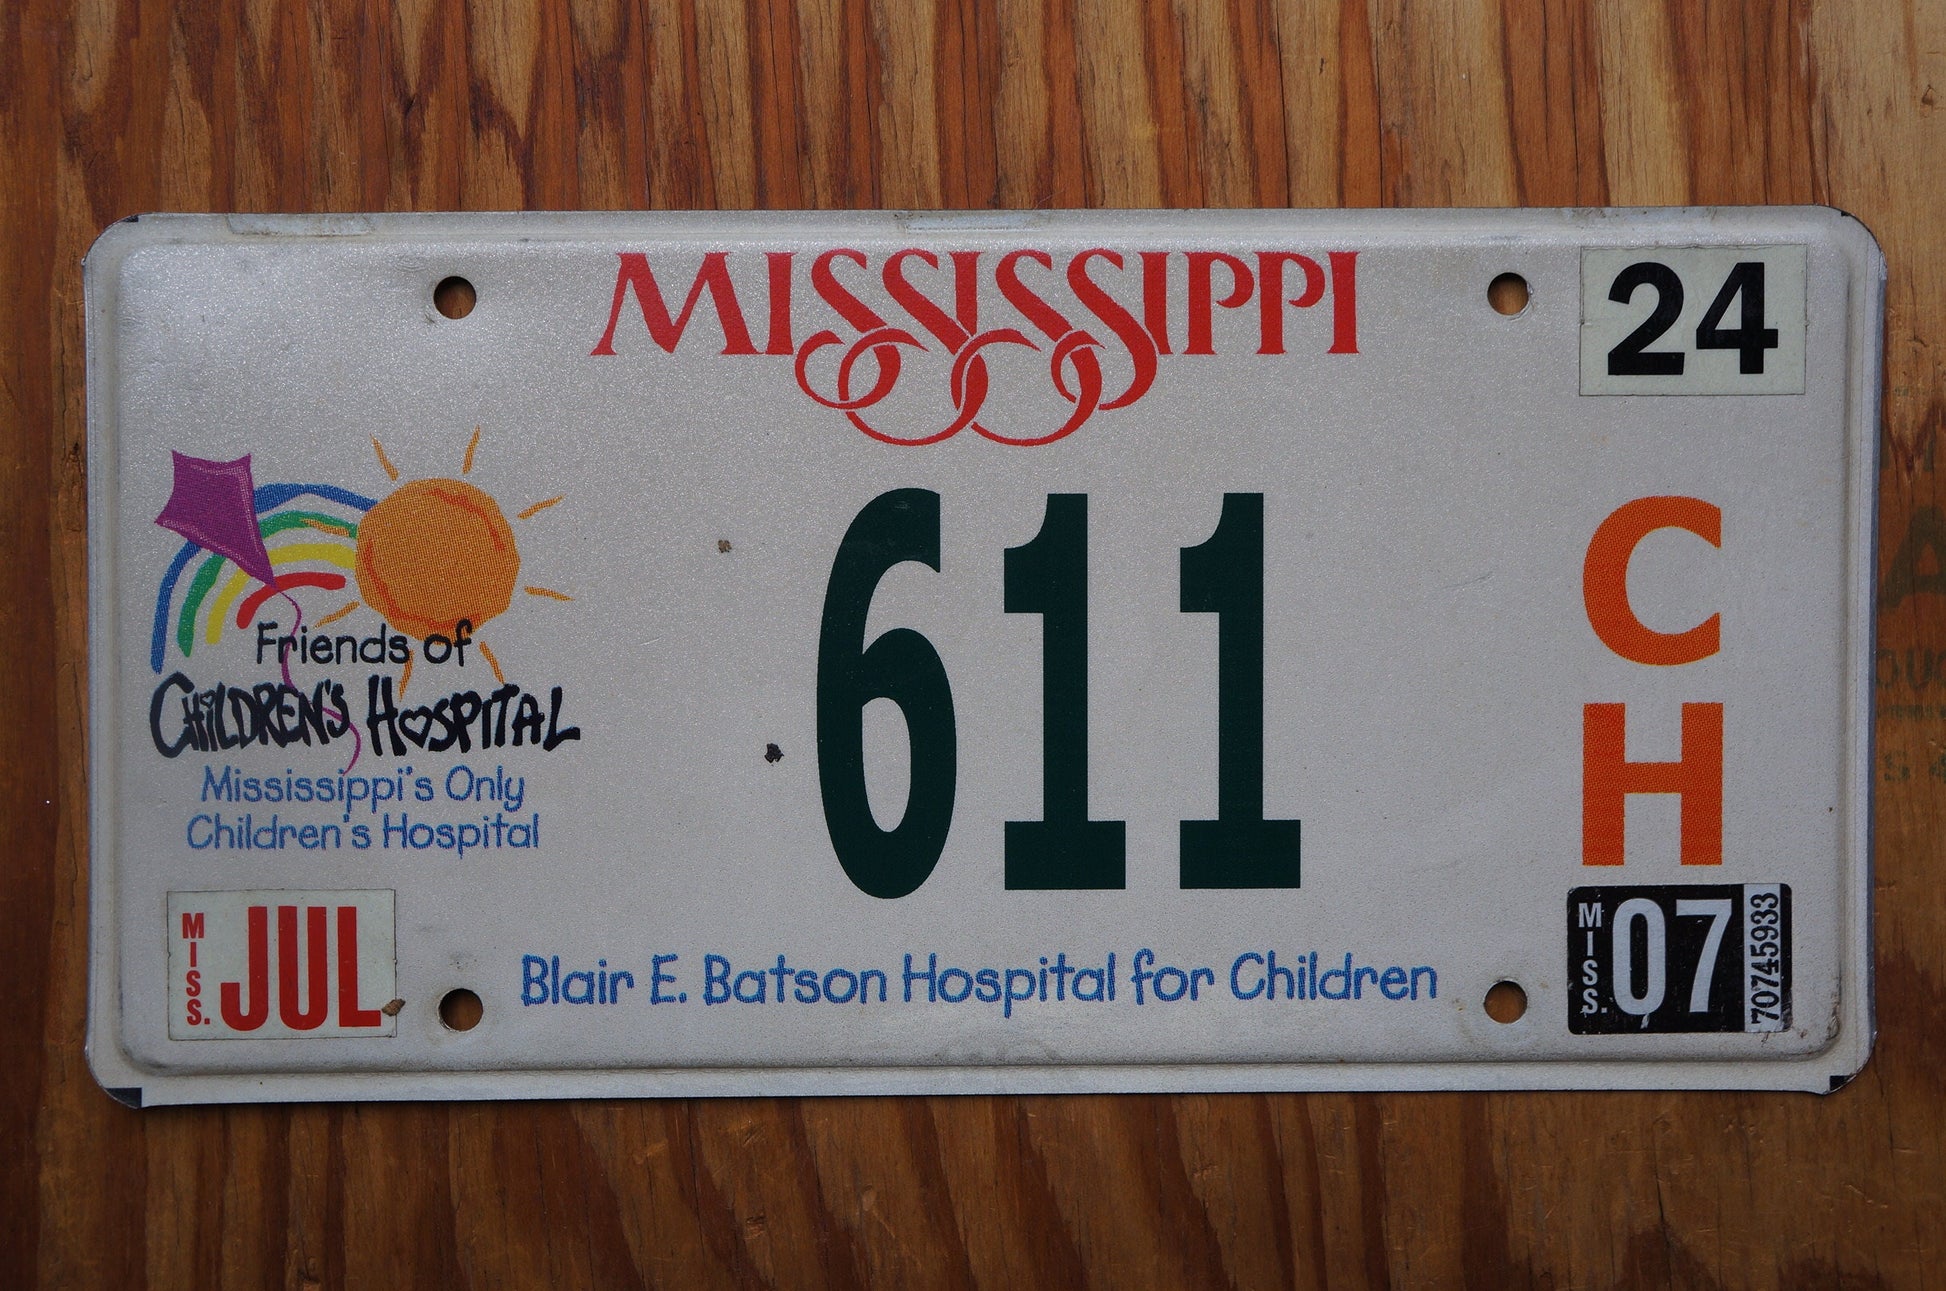 MISSISSIPPI
24
Friends of
CHILDREN'S HOSPITAL
Mississippi's Only
Children's Hospital
611
C
H
MISS. JUL
Blair E. Batson Hospital for Children
MISS. 07 70745933